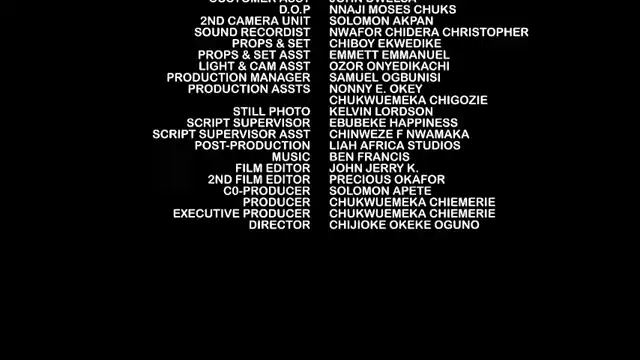 D.O.P NNAJI MOSES CHUKS
2ND CAMERA UNIT SOLOMON AKPAN
SOUND RECORDIST NWAFOR CHIDERA CHRISTOPHER
PROPS & SET CHIBOY EKWEDIKE
PROPS & SET ASST EMMETT EMMANUEL
LIGHT & CAM ASST OZOR ONYEDIKACHI
PRODUCTION MANAGER SAMUEL OGBUNISI
PRODUCTION ASSTS NONNY E. OKEY
CHUKWUEMEKA CHIGOZIE
STILL PHOTO KELVIN LORDSON
SCRIPT SUPERVISOR EBUBEKE HAPPINESS
SCRIPT SUPERVISOR ASST CHINWEZE F NWAMAKA
POST-PRODUCTION LIAH AFRICA STUDIOS
MUSIC BEN FRANCIS
FILM EDITOR JOHN JERRY K.
2ND FILM EDITOR PRECIOUS OKAFOR
C0-PRODUCER SOLOMON APETE
PRODUCER CHUKWUEMEKA CHIEMERIE
EXECUTIVE PRODUCER CHUKWUEMEKA CHIEMERIE
DIRECTOR CHIJIOKE OKEKE OGUNO